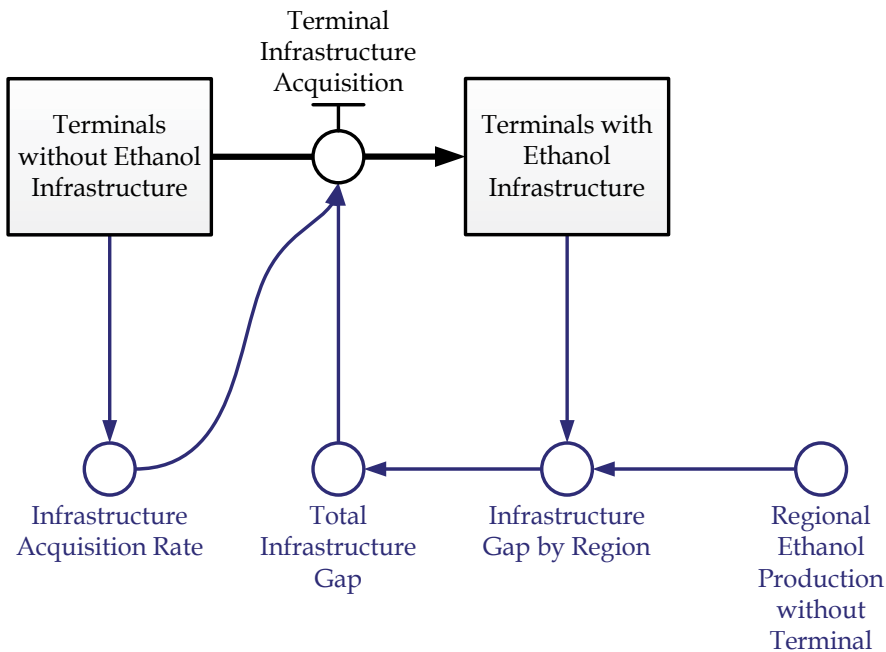 Terminal
Infrastructure
Acquisition
Terminals
without Ethanol
Infrastructure
Terminals with
Ethanol
Infrastructure
Infrastructure
Acquisition Rate
Total
Infrastructure
Gap
Infrastructure
Gap by Region
Regional
Ethanol
Production
without
Terminal